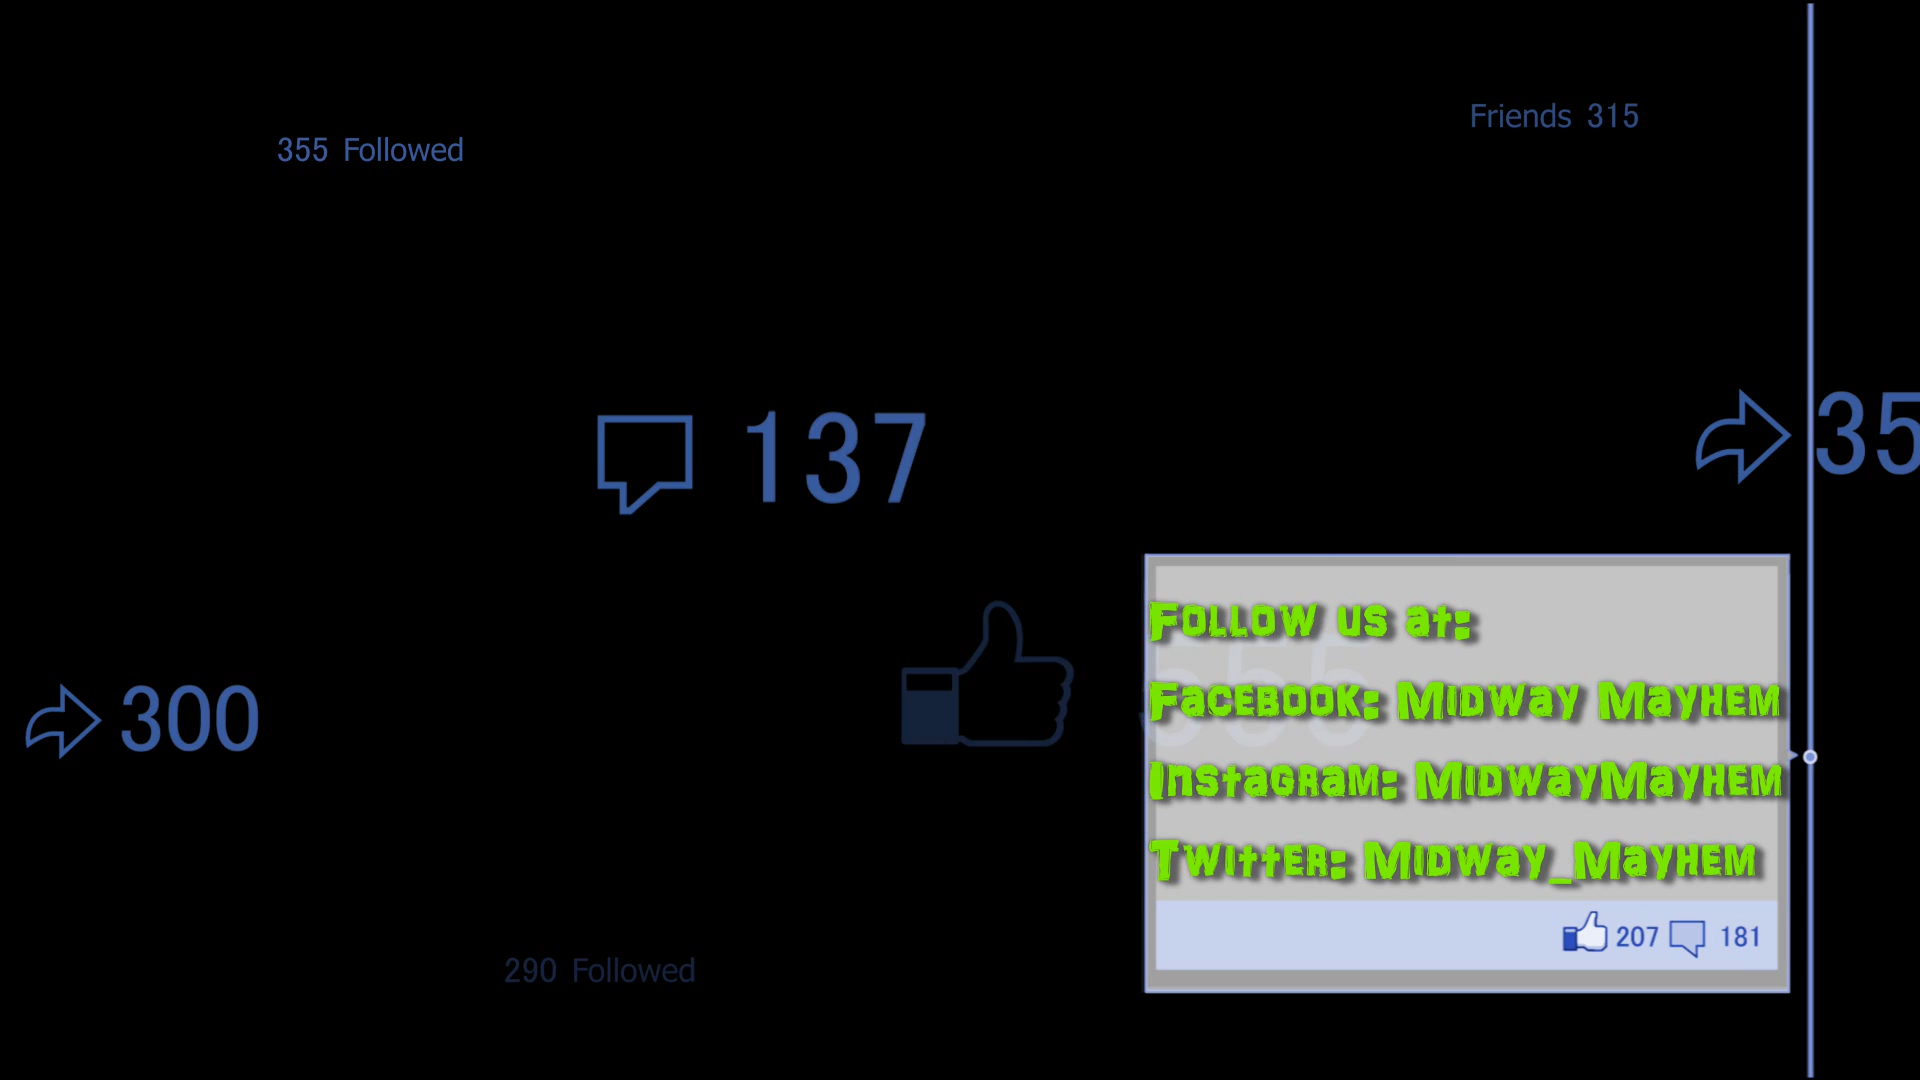 Friends 315
355 Followed
137
35
Follow us at:
555
Facebook: Midway Mayhem
300
Instagram: MidwayMayhem
Twitter: Midway_Mayhem
207 181
290 Followed